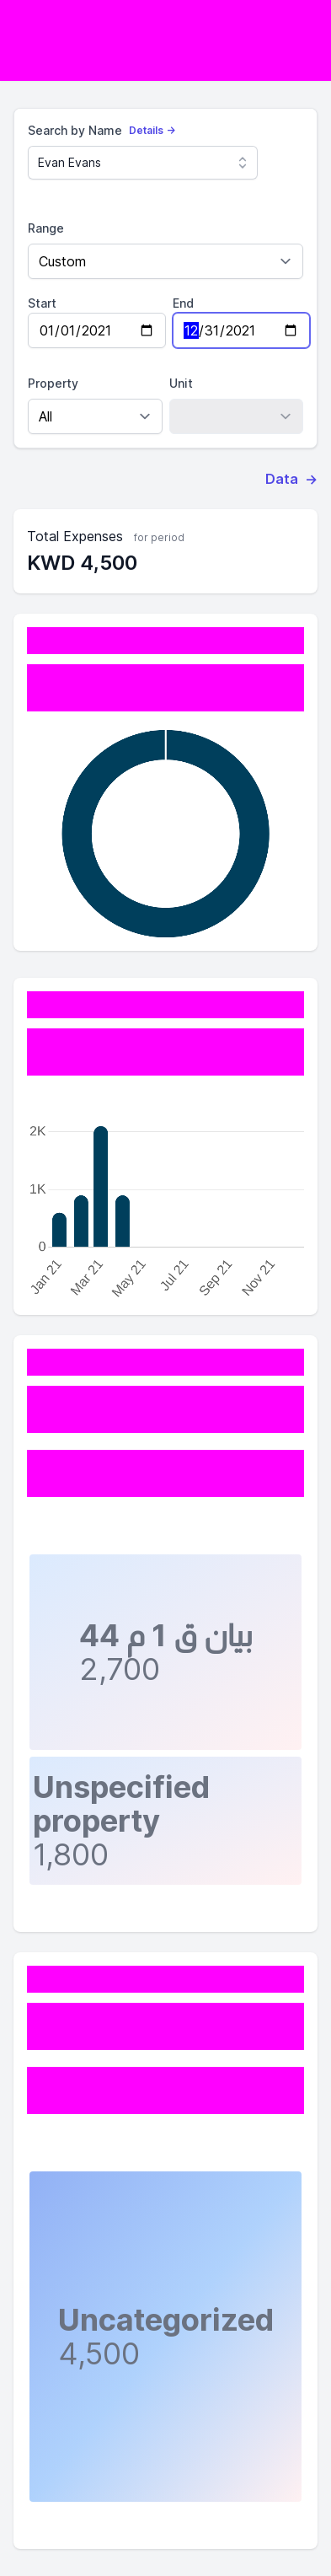 Search by Name Details →
Evan Evans
Range
Custom
Start End
01/01/2021 12/31/2021
Property Unit
All
Data →
Total Expenses for period
KWD 4,500
2K
1K
0
Jan 21 Mar 21 May 21 Jul 21 Sep 21 Nov 21
بيان ق 1 م 44
2,700
Unspecified
property
1,800
Uncategorized
4,500